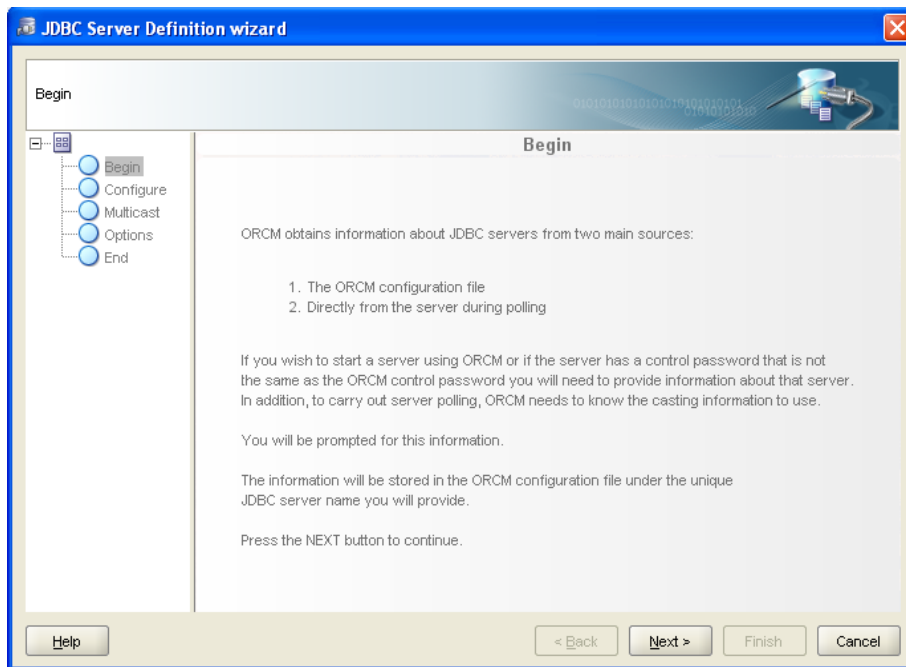 JDBC Server Definition wizard
Begin
010101010101010101010101
01010101010
Begin
Configure
Multicast
Options
End
Begin
ORCM obtains information about JDBC servers from two main sources:
1. The ORCM configuration file
2. Directly from the server during polling
If you wish to start a server using ORCM or if the server has a control password that is not
the same as the ORCM control password you will need to provide information about that server.
In addition, to carry out server polling, ORCM needs to know the casting information to use.
You will be prompted for this information.
The information will be stored in the ORCM configuration file under the unique
JDBC server name you will provide.
Press the NEXT button to continue.
Help
< Back
Next >
Finish
Cancel